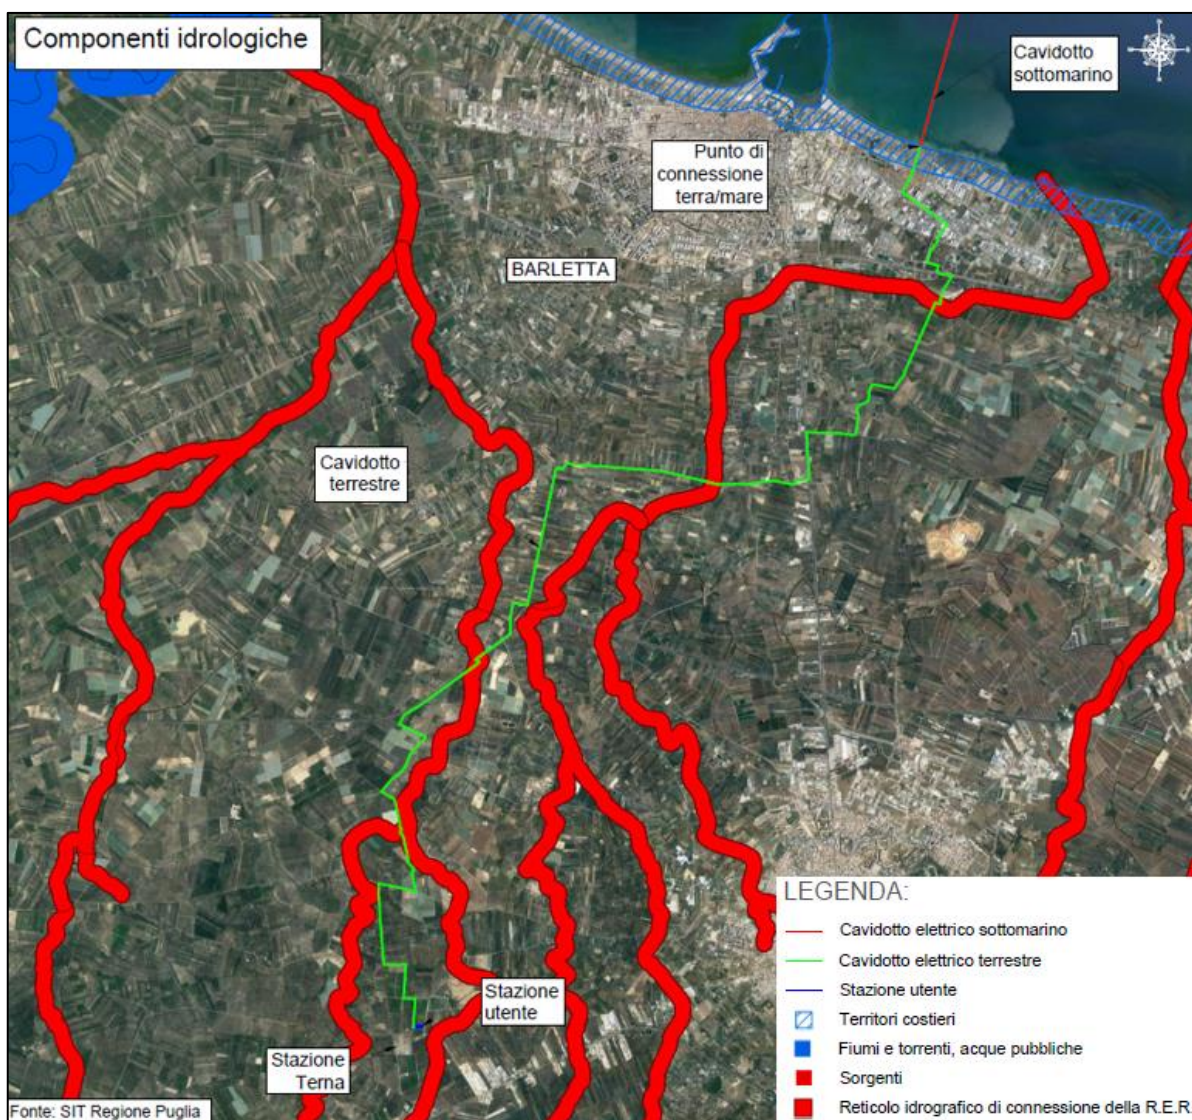 Componenti idrologiche
Cavidotto
sottomarino
Punto di
connessione
terra/mare
BARLETTA
Cavidotto
terrestre
Stazione
utente
Stazione
Terna
LEGENDA:
Cavidotto elettrico sottomarino
Cavidotto elettrico terrestre
Stazione utente
Territori costieri
Fiumi e torrenti, acque pubbliche
Sorgenti
Reticolo idrografico di connessione della R.E.R
Fonte: SIT Regione Puglia